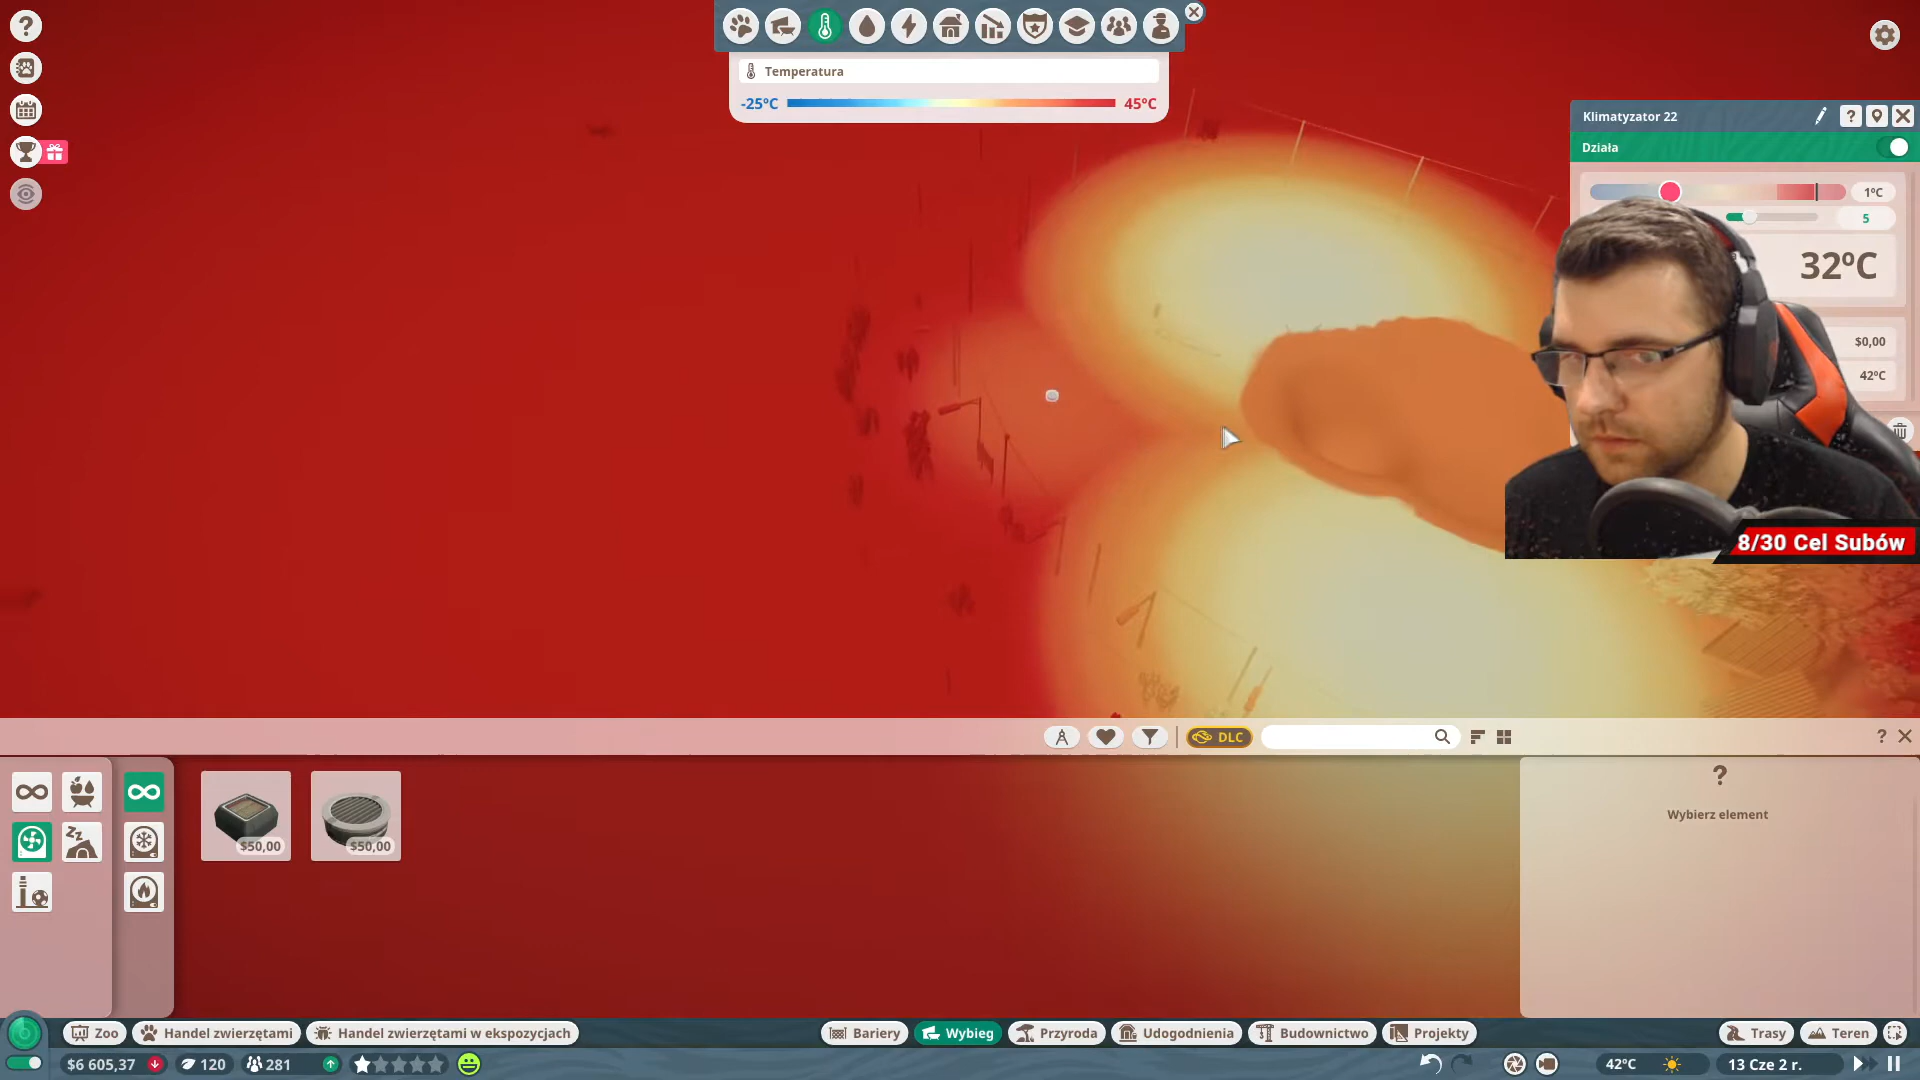 Temperatura
-25°C
45°C
Klimatyzator 22
Działa
1°C
5
32°C
$0,00
42°C
8/30 Cel Subów
DLC
$50,00
$50,00
Wybierz element
Zoo
Handel zwierzętami
Handel zwierzętami w ekspozycjach
Bariery
Wybieg
Przyroda
Udogodnienia
Budownictwo
Projekty
Trasy
Teren
$6 605,37
120
281
42°C
13 Cze 2 r.